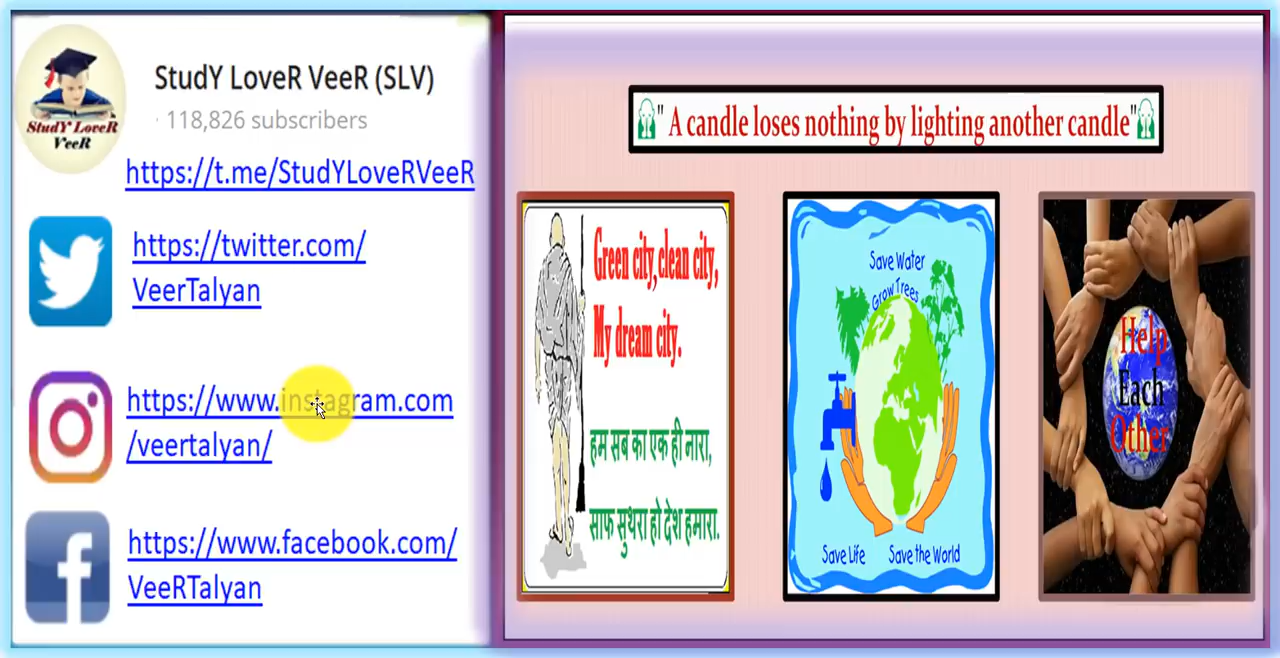 StudY LoveR VeeR (SLV)
· 118,826 subscribers
StudY LoveR
VeeR
https://t.me/StudYLoveRVeeR
https://twitter.com/
VeerTalyan
https://www.instagram.com
/veertalyan/
https://www.facebook.com/
VeeRTalyan
" A candle loses nothing by lighting another candle"
Green city,clean city,
My dream city.
हम सब का एक ही नारा,
साफ सुथरा हो देश हमारा.
Save Water
Grow Trees
Save Life Save the World
Help
Each
Other